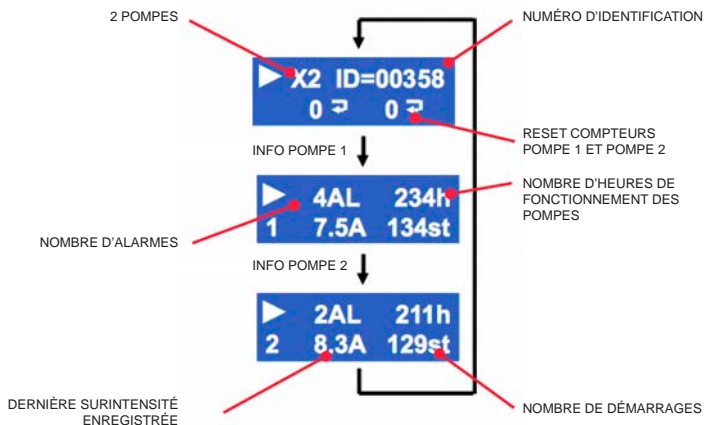 2 POMPES
NUMÉRO D'IDENTIFICATION
X2 ID=00358
0 0
RESET COMPTEURS
POMPE 1 ET POMPE 2
INFO POMPE 1
4AL 234h
1 7.5A 134st
NOMBRE D'HEURES DE
FONCTIONNEMENT DES
POMPES
NOMBRE D'ALARMES
INFO POMPE 2
2AL 211h
2 8.3A 129st
DERNIÈRE SURINTENSITÉ
ENREGISTRÉE
NOMBRE DE DÉMARRAGES